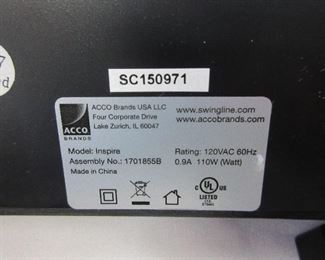 SC150971
ACCO Brands USA LLC
Four Corporate Drive
Lake Zurich, IL 60047
www.swingline.com
www.accobrands.com
ACCO
BRANDS
Model: Inspire
Assembly No.: 1701855B
Made in China
Rating: 120VAC 60Hz
0.9A 110W (Watt)
C UL US
LISTED